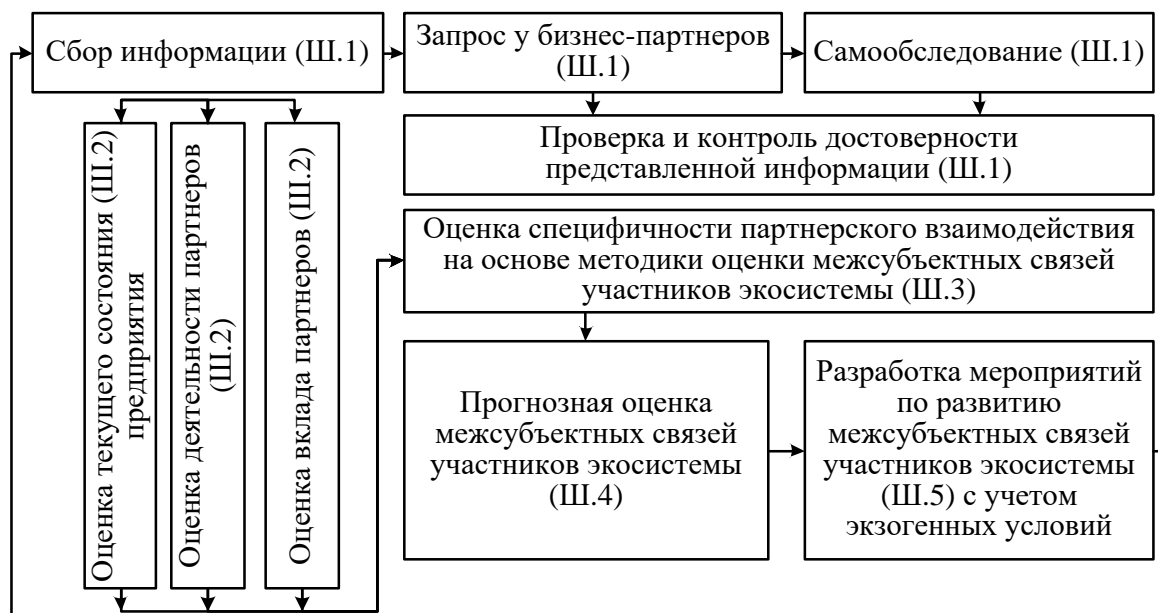 Сбор информации (Ш.1)
Запрос у бизнес-партнеров
(Ш.1)
Самообследование (Ш.1)
Проверка и контроль достоверности
представленной информации (Ш.1)
Оценка текущего состояния (Ш.2)
предприятия
Оценка деятельности партнеров
(Ш.2)
Оценка вклада партнеров (Ш.2)
Оценка специфичности партнерского взаимодействия
на основе методики оценки межсубъектных связей
участников экосистемы (Ш.3)
Прогнозная оценка
межсубъектных связей
участников экосистемы
(Ш.4)
Разработка мероприятий
по развитию
межсубъектных связей
участников экосистемы
(Ш.5) с учетом
экзогенных условий